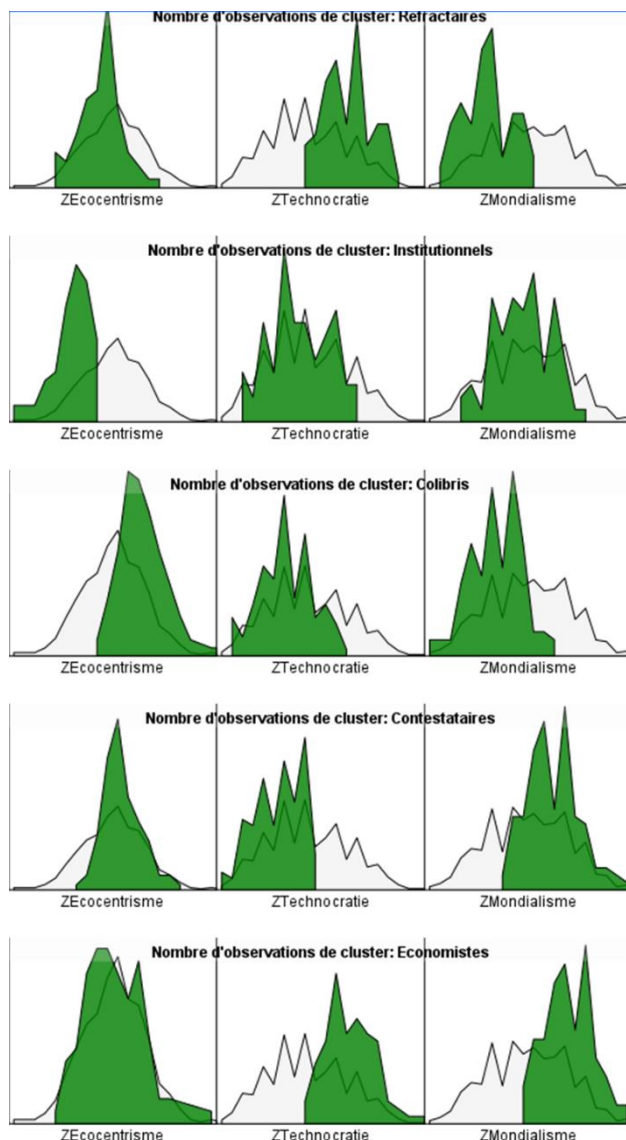 Nombre d'observations de cluster: Réfractaires
ZEcocentrisme ZTechnocratie ZMondialisme
Nombre d'observations de cluster: Institutionnels
ZEcocentrisme ZTechnocratie ZMondialisme
Nombre d'observations de cluster: Colibris
ZEcocentrisme ZTechnocratie ZMondialisme
Nombre d'observations de cluster: Contestataires
ZEcocentrisme ZTechnocratie ZMondialisme
Nombre d'observations de cluster: Economistes
ZEcocentrisme ZTechnocratie ZMondialisme